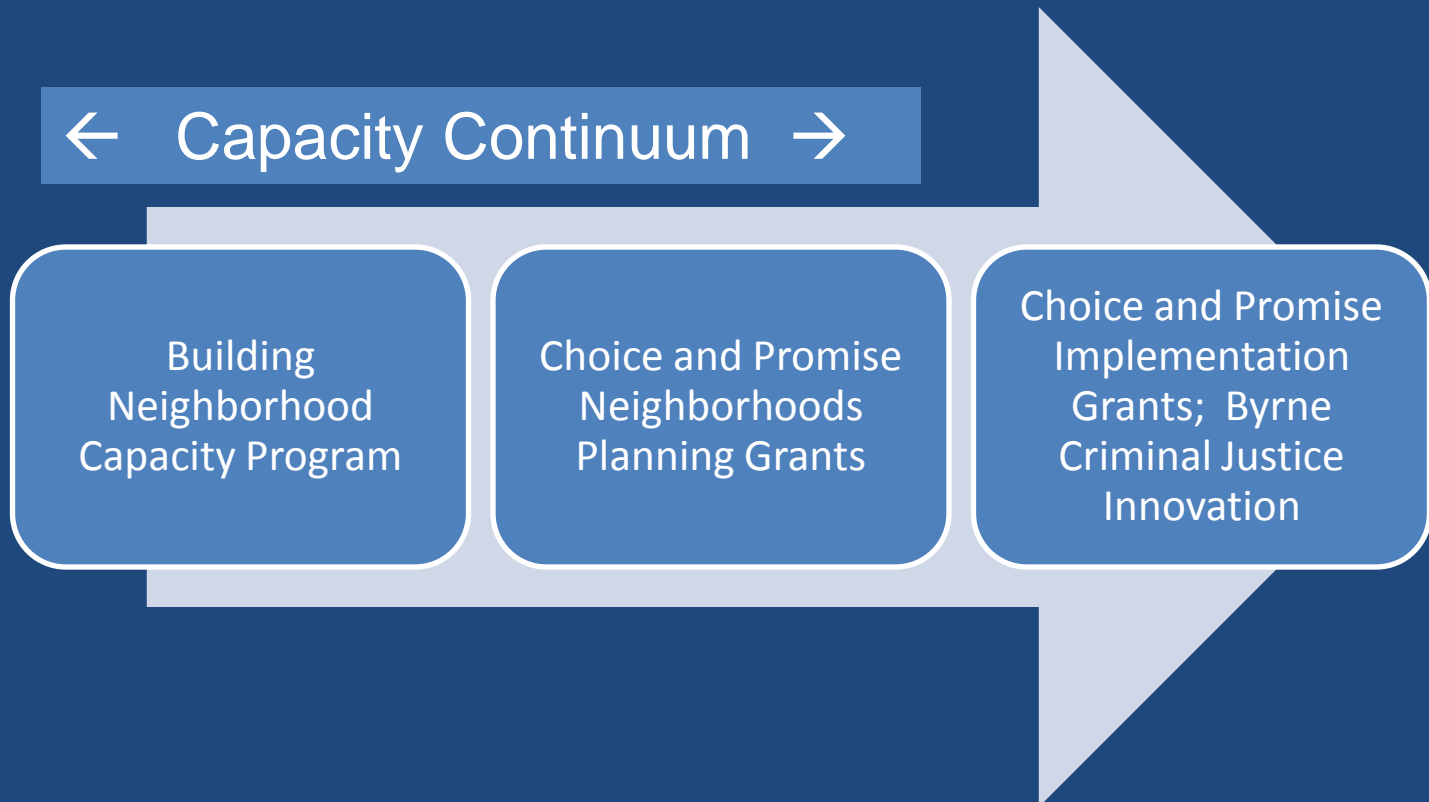 ← Capacity Continuum →
Building
Neighborhood
Capacity Program
Choice and Promise
Neighborhoods
Planning Grants
Choice and Promise
Implementation
Grants; Byrne
Criminal Justice
Innovation